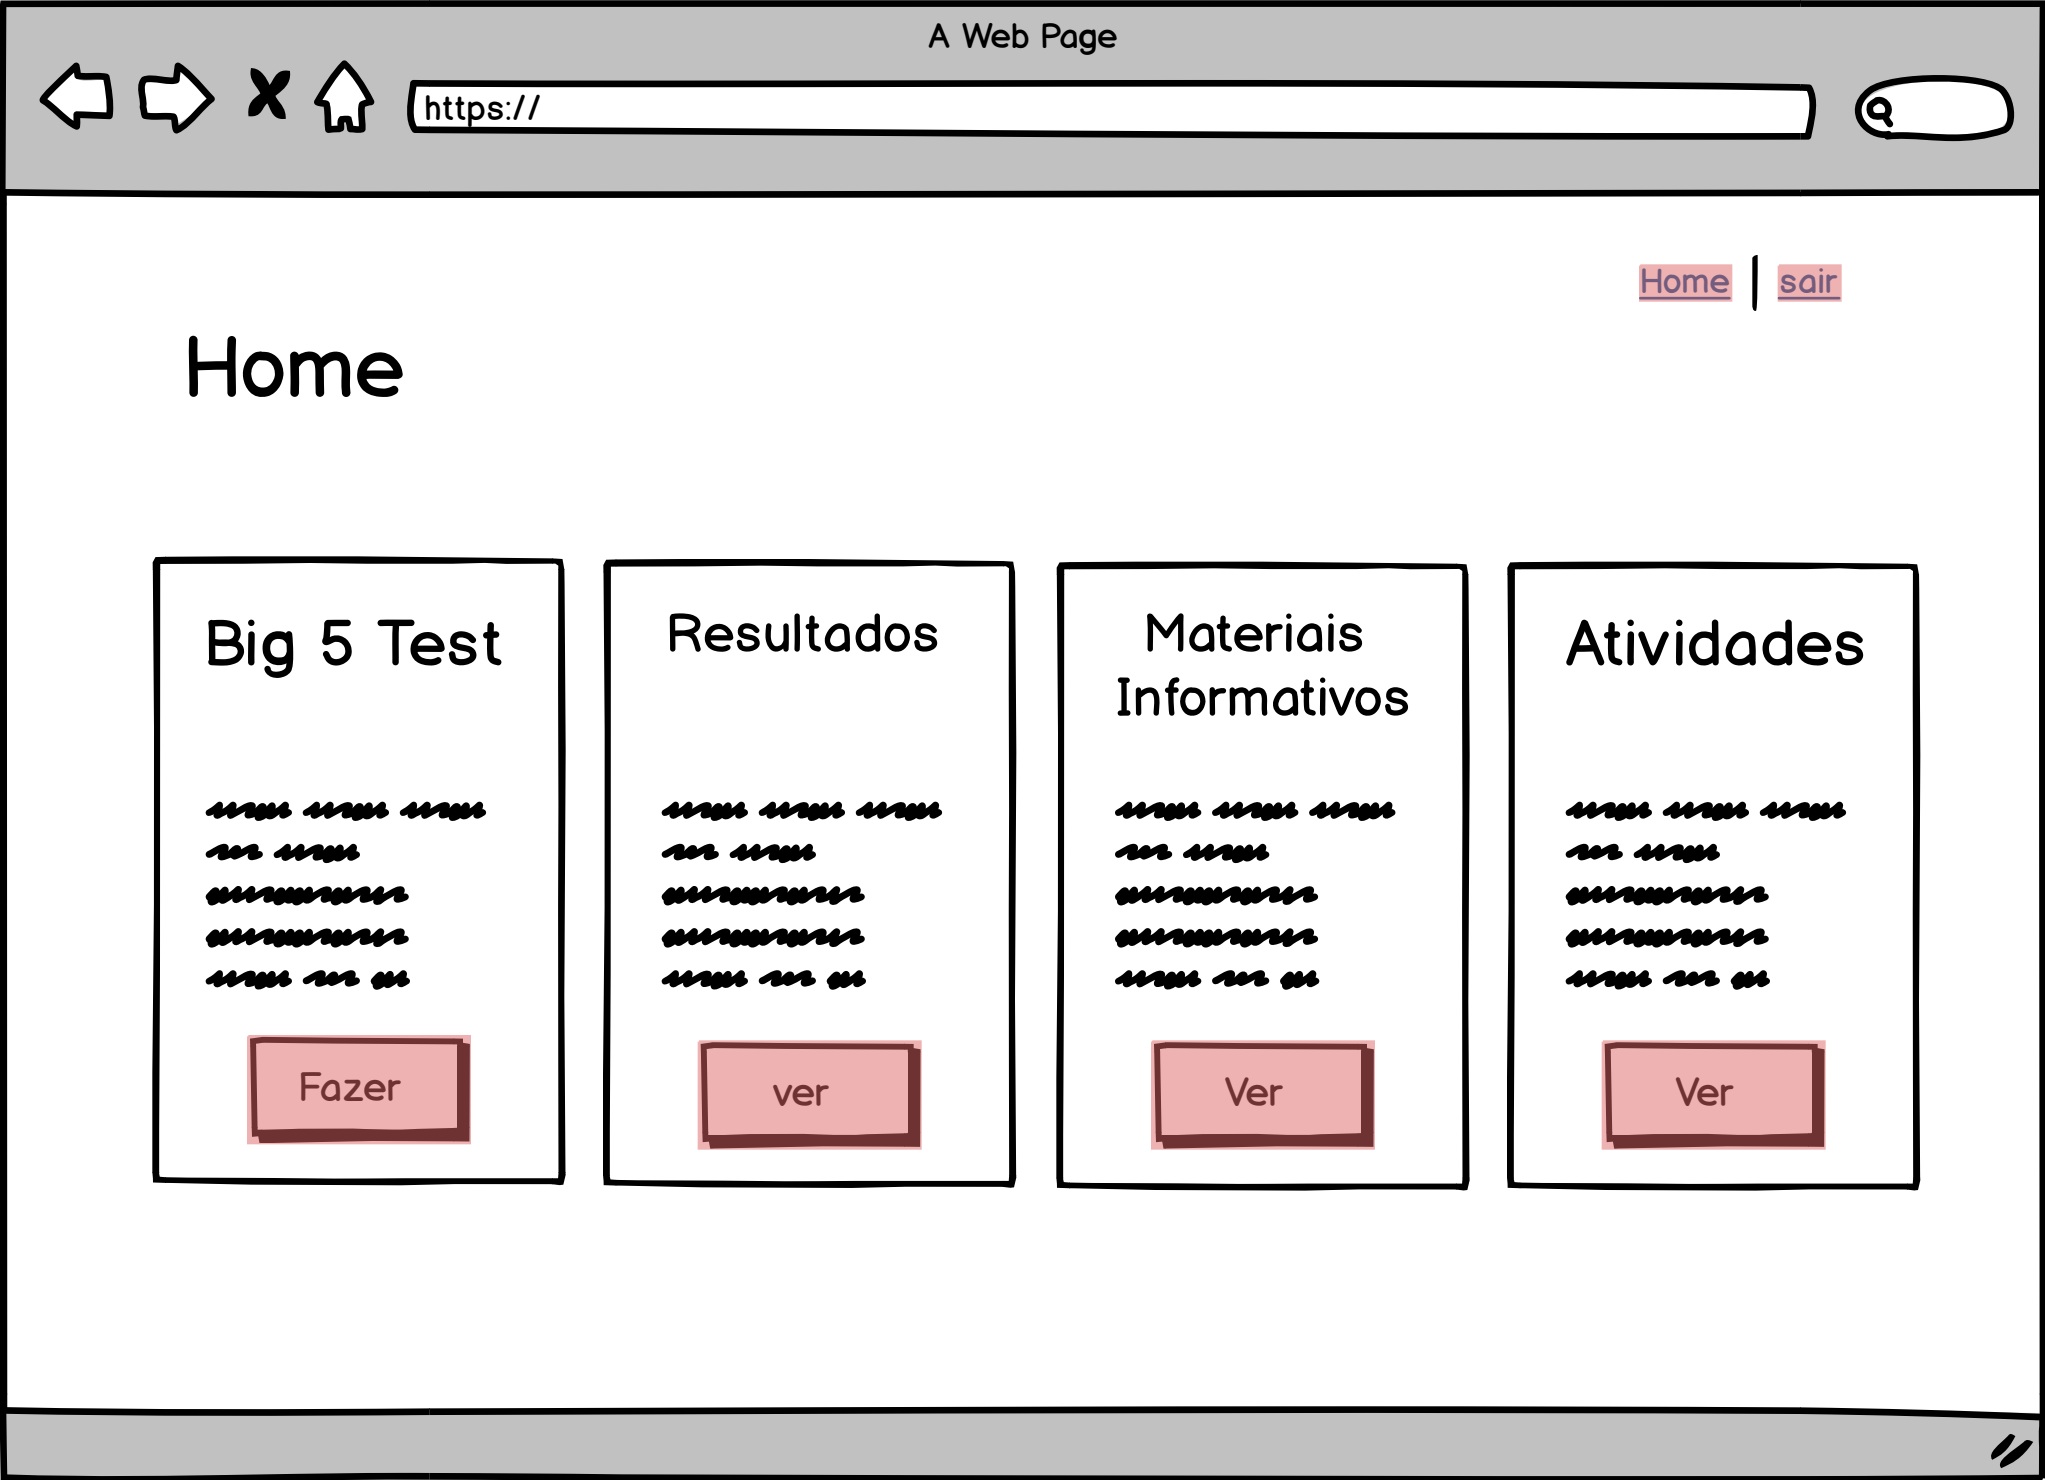 A Web Page
https://
Home | sair
Home
Big 5 Test
Resultados
Materiais
Informativos
Atividades
Fazer
ver
Ver
Ver